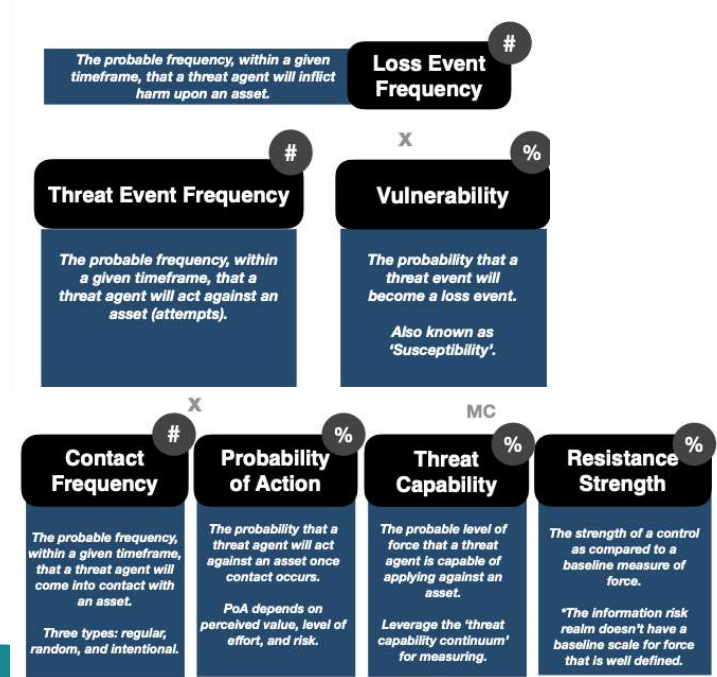 #
The probable frequency, within a given
timeframe, that a threat agent will inflict
harm upon an asset.
Loss Event
Frequency
X
#
Threat Event Frequency
The probable frequency, within
a given timeframe, that a
threat agent will act against an
asset (attempts).
%
Vulnerability
The probability that a
threat event will
become a loss event.
Also known as
‘Susceptibility’.
X
MC
#
Contact
Frequency
The probable frequency,
within a given timeframe,
that a threat agent will
come into contact with
an asset.
Three types: regular,
random, and intentional.
%
Probability
of Action
The probability that a
threat agent will act
against an asset once
contact occurs.
PoA depends on
perceived value, level of
effort, and risk.
%
Threat
Capability
The probable level of
force that a threat
agent is capable of
applying against an
asset.
Leverage the ‘threat
capability continuum’
for measuring.
%
Resistance
Strength
The strength of a control
as compared to a
baseline measure of
force.
*The information risk
realm doesn’t have a
baseline scale for force
that is well defined.